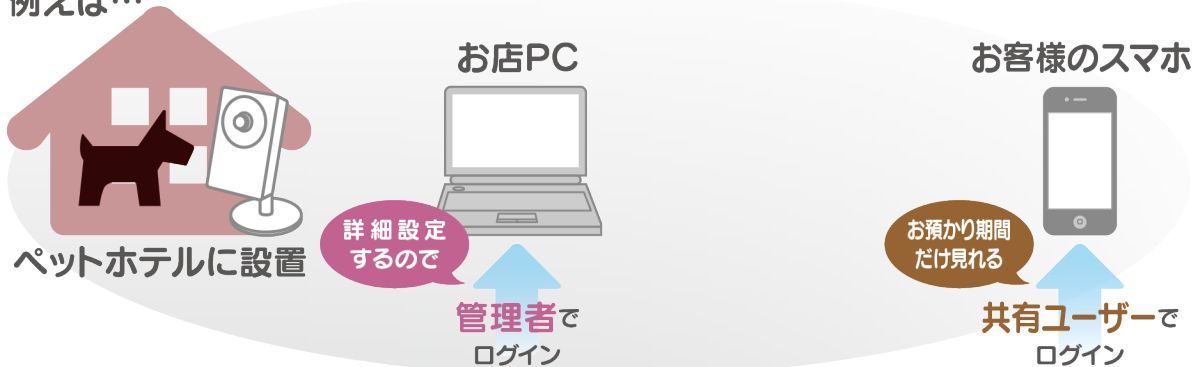 例えば…
お店PC
お客様のスマホ
詳細設定
するので
お預かり期間
だけ見れる
ペットホテルに設置
管理者で
ログイン
共有ユーザーで
ログイン